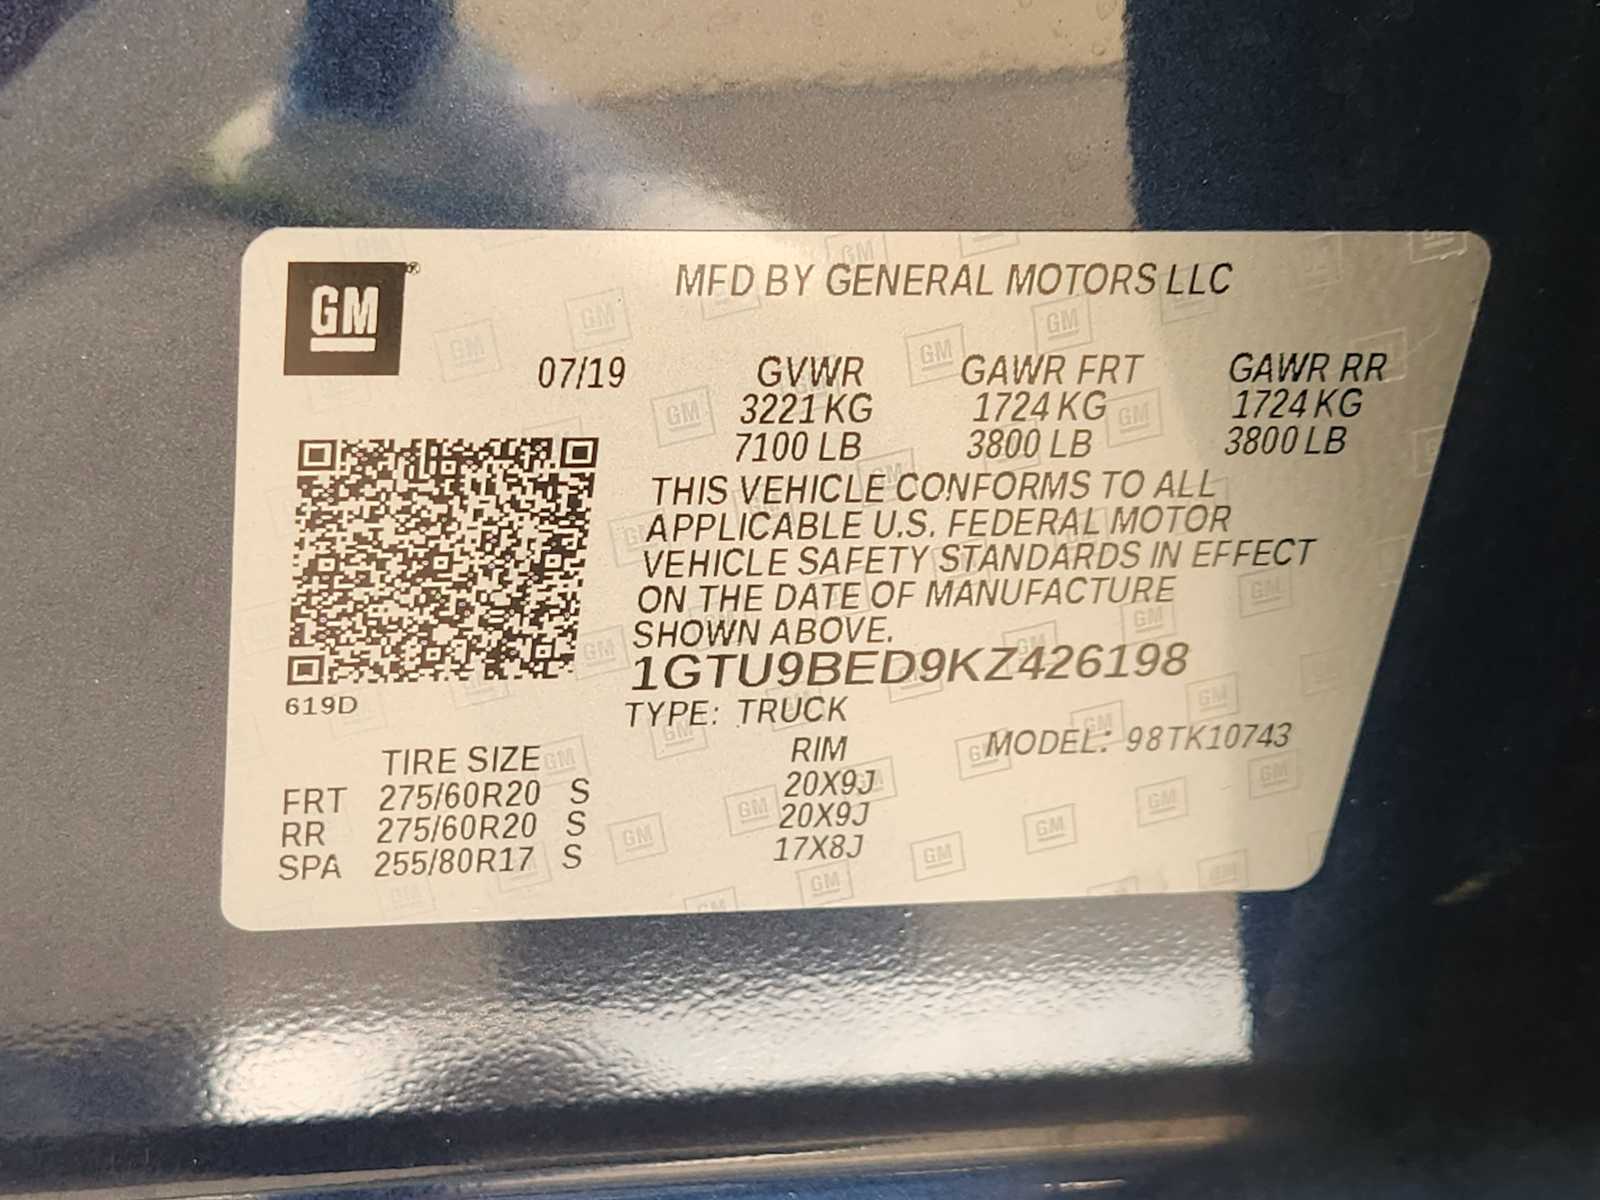 GM®
MFD BY GENERAL MOTORS LLC
07/19 GVWR GAWR FRT GAWR RR
3221 KG 1724 KG 1724 KG
7100 LB 3800 LB 3800 LB
THIS VEHICLE CONFORMS TO ALL
APPLICABLE U.S. FEDERAL MOTOR
VEHICLE SAFETY STANDARDS IN EFFECT
ON THE DATE OF MANUFACTURE
SHOWN ABOVE.
1GTU9BED9KZ426198
619D
TYPE: TRUCK
MODEL: 98TK10743
TIRE SIZE RIM
FRT 275/60R20 S 20X9J
RR 275/60R20 S 20X9J
SPA 255/80R17 S 17X8J